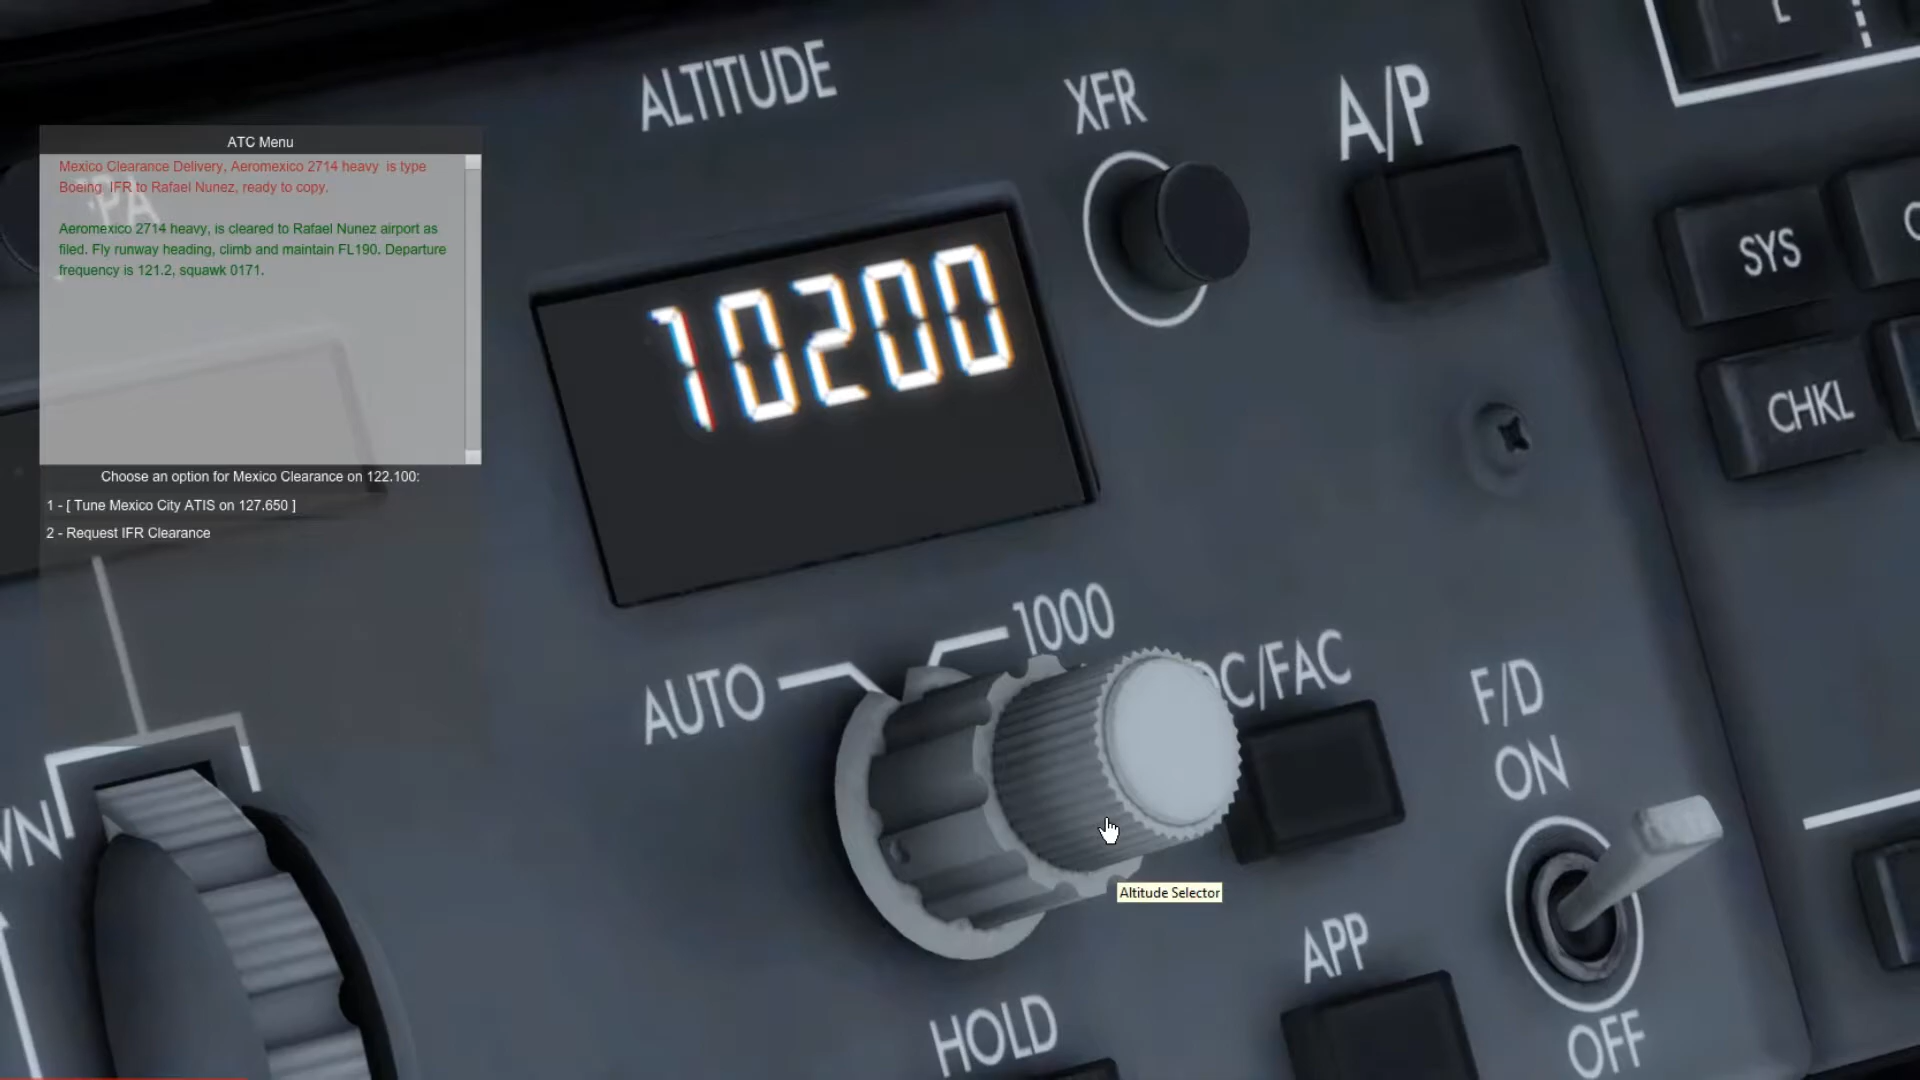 ALTITUDE
XFR
A/P
ATC Menu
Mexico Clearance Delivery, Aeromexico 2714 heavy is type
Boeing IFR to Rafael Nunez, ready to copy.
Aeromexico 2714 heavy, is cleared to Rafael Nunez airport as
filed. Fly runway heading, climb and maintain FL190. Departure
frequency is 121.2, squawk 0171.
10200
SYS
CHKL
Choose an option for Mexico Clearance on 122.100:
1 - [ Tune Mexico City ATIS on 127.650 ]
2 - Request IFR Clearance
AUTO
1000
F/D
ON
OFF
Altitude Selector
APP
HOLD